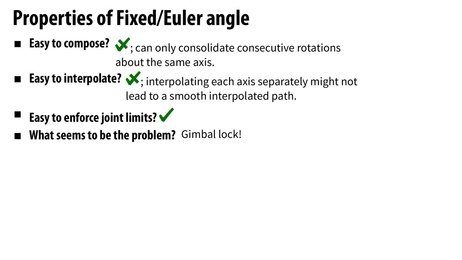 Properties of Fixed/Euler angle
▪ Easy to compose? ✓✗; can only consolidate consecutive rotations
about the same axis.
▪ Easy to interpolate? ✓✗; interpolating each axis separately might not
lead to a smooth interpolated path.
▪ Easy to enforce joint limits? ✓
▪ What seems to be the problem? Gimbal lock!